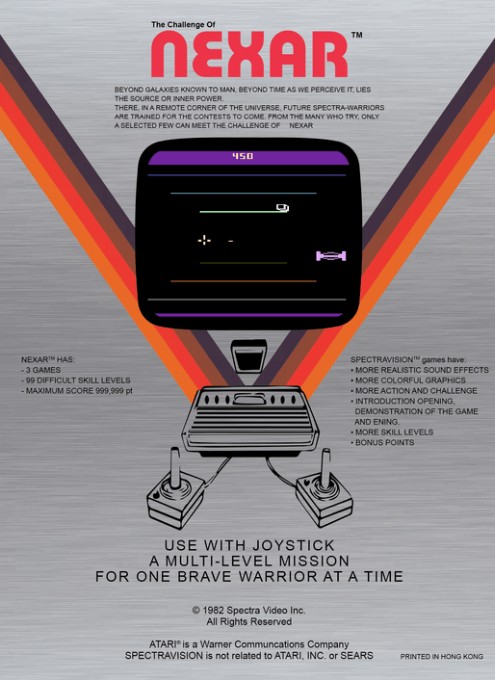 The Challenge Of
NEXAR™
BEYOND GALAXIES KNOWN TO MAN, BEYOND TIME AS WE PERCEIVE IT, LIES
THE SOURCE OR INNER POWER.
THERE, IN A REMOTE CORNER OF THE UNIVERSE, FUTURE SPECTRA-WARRIORS
ARE TRAINED FOR THE CONTESTS TO COME. FROM THE MANY WHO TRY, ONLY
A SELECTED FEW CAN MEET THE CHALLENGE OF NEXAR
450
NEXAR™ HAS:
- 3 GAMES
- 99 DIFFICULT SKILL LEVELS
- MAXIMUM SCORE 999,999 pt
SPECTRAVISION™ games have:
• MORE REALISTIC SOUND EFFECTS
• MORE COLORFUL GRAPHICS
• MORE ACTION AND CHALLENGE
• INTRODUCTION OPENING,
DEMONSTRATION OF THE GAME
AND ENING.
• MORE SKILL LEVELS
• BONUS POINTS
USE WITH JOYSTICK
A MULTI-LEVEL MISSION
FOR ONE BRAVE WARRIOR AT A TIME
© 1982 Spectra Video Inc.
All Rights Reserved
ATARI® is a Warner Communcations Company
SPECTRAVISION is not related to ATARI, INC. or SEARS
PRINTED IN HONG KONG